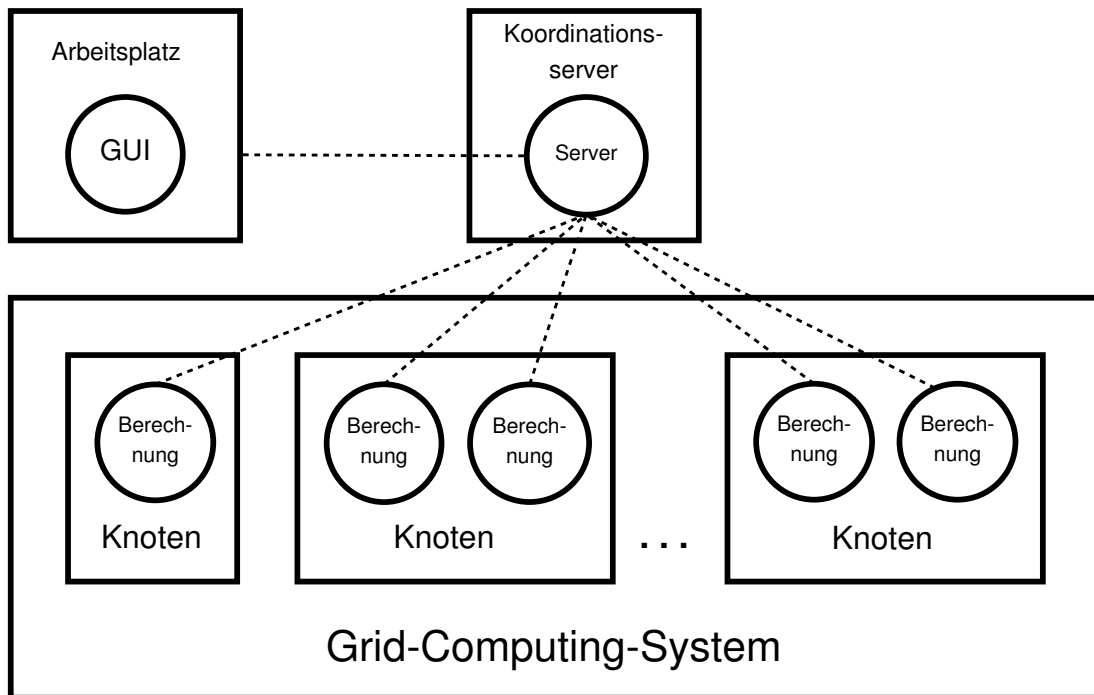 Arbeitsplatz
GUI
Koordinations-
server
Server
Berech-
nung
Berech-
nung
Berech-
nung
Berech-
nung
Berech-
nung
Knoten
Knoten
...
Knoten
Grid-Computing-System